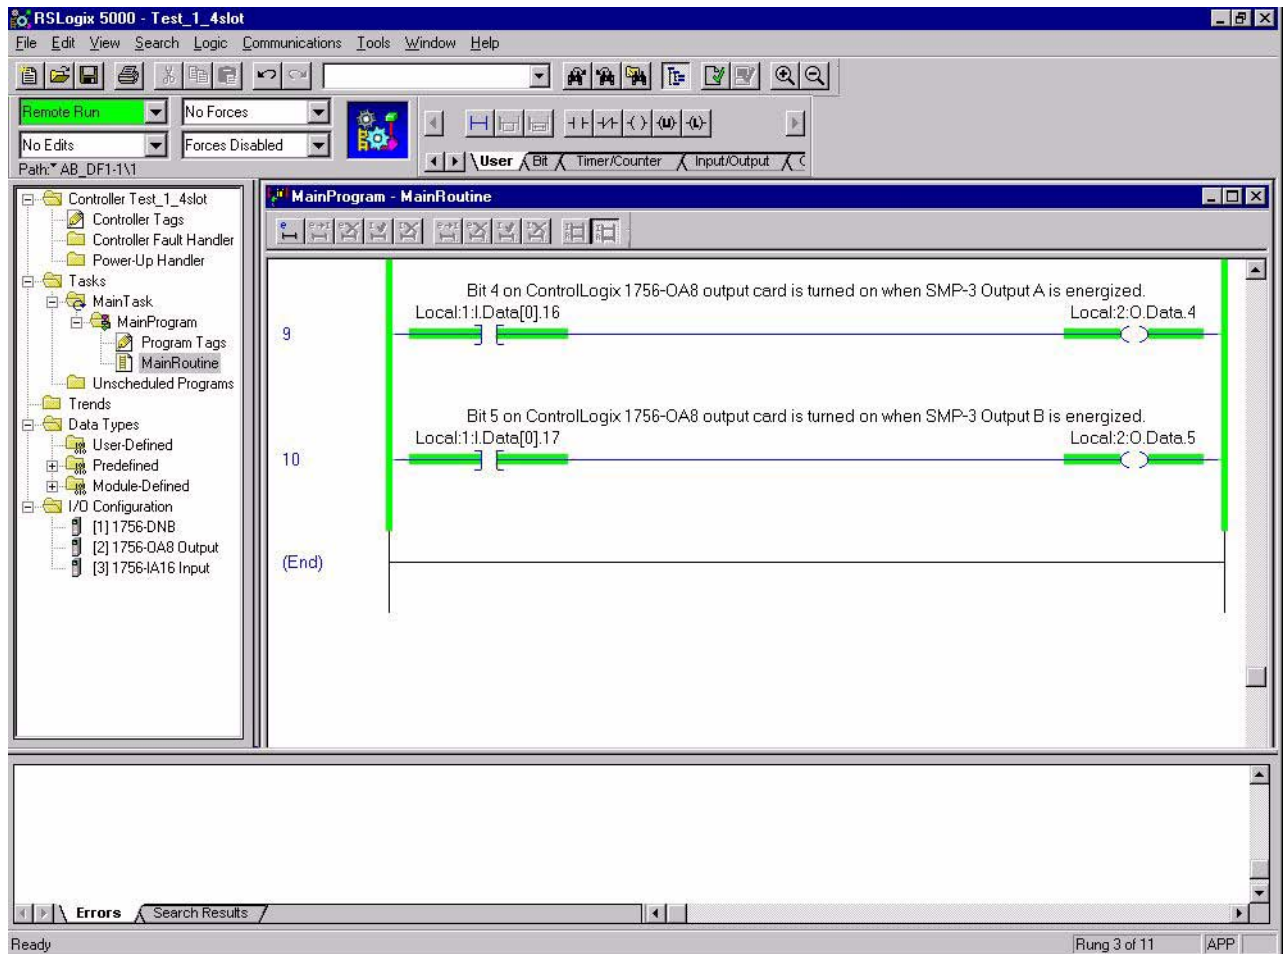 RSLogix 5000 - Test_1_4slot
File Edit View Search Logic Communications Tools Window Help
Remote Run No Forces
No Edits Forces Disabled
Path:* AB_DF1-1\1
User Bit Timer/Counter Input/Output
Controller Test_1_4slot
Controller Tags
Controller Fault Handler
Power-Up Handler
Tasks
MainTask
MainProgram
Program Tags
MainRoutine
Unscheduled Programs
Trends
Data Types
User-Defined
Predefined
Module-Defined
I/O Configuration
[1] 1756-DNB
[2] 1756-OA8 Output
[3] 1756-IA16 Input
MainProgram - MainRoutine
Bit 4 on ControlLogix 1756-OA8 output card is turned on when SMP-3 Output A is energized.
Local:1:I.Data[0].16 Local:2:O.Data.4
9
Bit 5 on ControlLogix 1756-OA8 output card is turned on when SMP-3 Output B is energized.
Local:1:I.Data[0].17 Local:2:O.Data.5
10
(End)
Errors Search Results
Ready Rung 3 of 11 APP